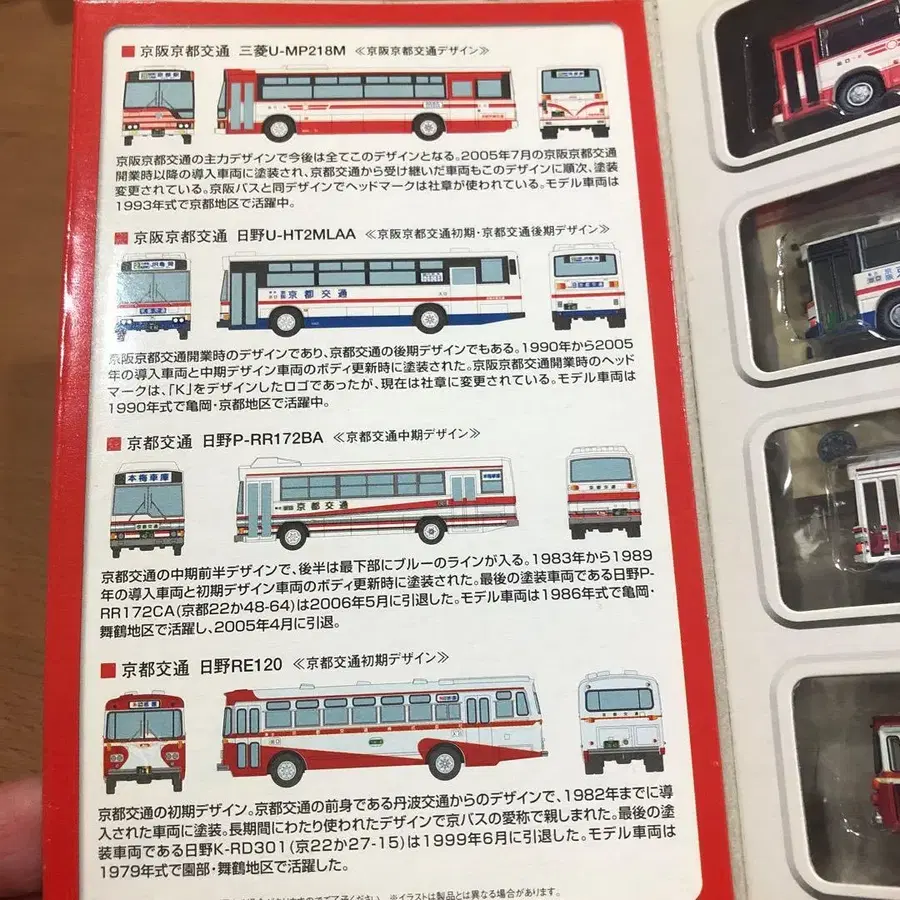 ■ 京阪京都交通 三菱U-MP218M ≪京阪京都交通デザイン≫
京阪京都交通の主力デザインで今後は全てこのデザインとなる。2005年7月の京阪京都交通
開業時以降の導入車両に塗装され、京都交通から受け継いだ車両もこのデザインに順次、塗装
変更されている。京阪バスと同デザインでヘッドマークは社章が使われている。モデル車両は
1993年式で京都地区で活躍中。
■ 京阪京都交通 日野U-HT2MLAA ≪京阪京都交通初期・京都交通後期デザイン≫
JR亀岡
京都交通
京阪京都交通開業時のデザインであり、京都交通の後期デザインでもある。1990年から2005
年の導入車両と中期デザイン車両のボディ更新時に塗装された。京阪京都交通開業時のヘッド
マークは、「K」をデザインしたロゴであったが、現在は社章に変更されている。モデル車両は
1990年式で亀岡・京都地区で活躍中。
■ 京都交通 日野P-RR172BA ≪京都交通中期デザイン≫
本梅車庫
京都交通
京都交通の中期前半デザインで、後半は最下部にブルーのラインが入る。1983年から1989
年の導入車両と初期デザイン車両のボディ更新時に塗装された。最後の塗装車両である日野P-
RR172CA(京都22か48-64)は2006年5月に引退した。モデル車両は1986年式で亀岡・
舞鶴地区で活躍し、2005年4月に引退。
■ 京都交通 日野RE120 ≪京都交通初期デザイン≫
京都交通の初期デザイン。京都交通の前身である丹波交通からのデザインで、1982年までに導
入された車両に塗装。長期間にわたり使われたデザインで京バスの愛称で親しまれた。最後の塗
装車両である日野K-RD301(京22か27-15)は1999年6月に引退した。モデル車両は
1979年式で園部・舞鶴地区で活躍した。
ご了承ください。 ※イラストは製品とは異なる場合があります。